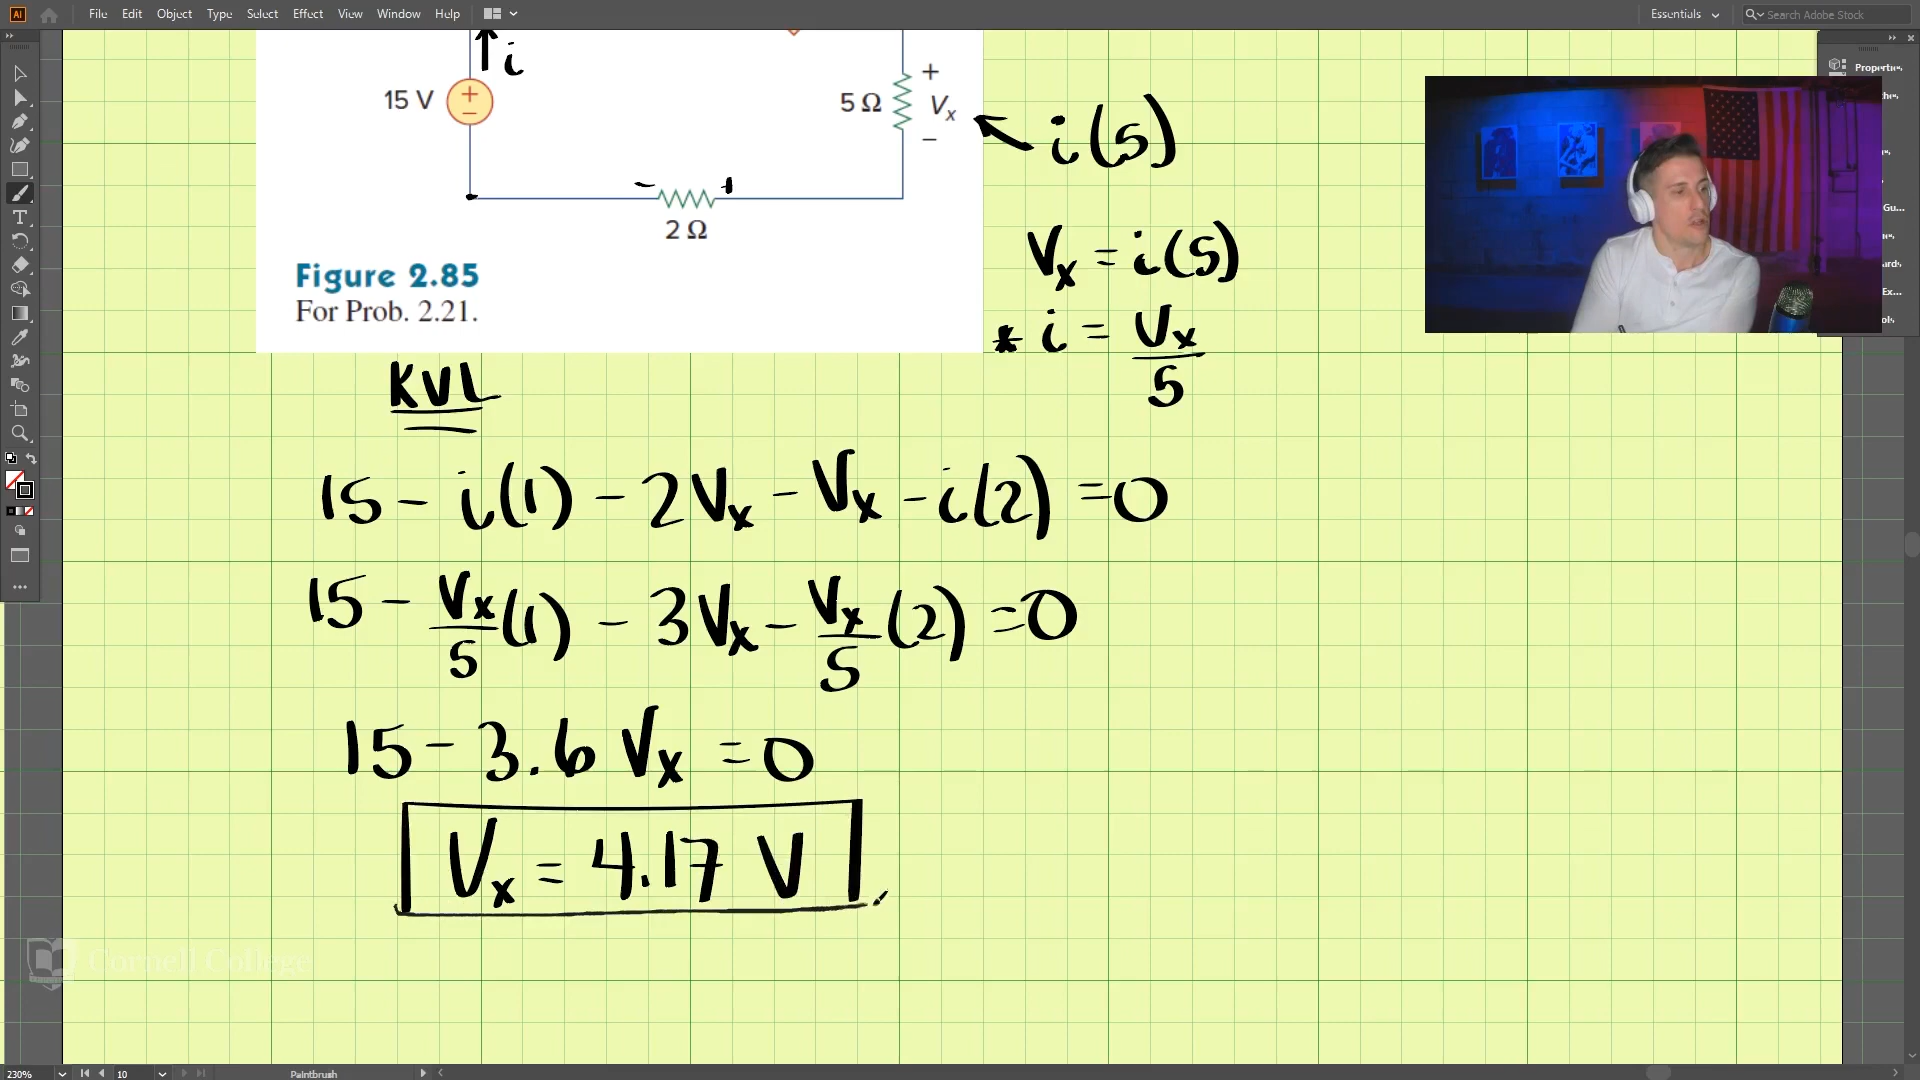 Ai File Edit Object Type Select Effect View Window Help Essentials Search Adobe Stock
Properties
i
15 V
+
−
5 Ω
+
Vx
−
i(5)
− +
2 Ω
Vx = i(5)
Figure 2.85
For Prob. 2.21.
* i = Vx/5
KVL
15 − i(1) − 2Vx − Vx − i(2) = 0
15 − Vx/5 (1) − 3Vx − Vx/5 (2) = 0
15 − 3.6 Vx = 0
Vx = 4.17 V
Cornell College
230% 10 Paintbrush